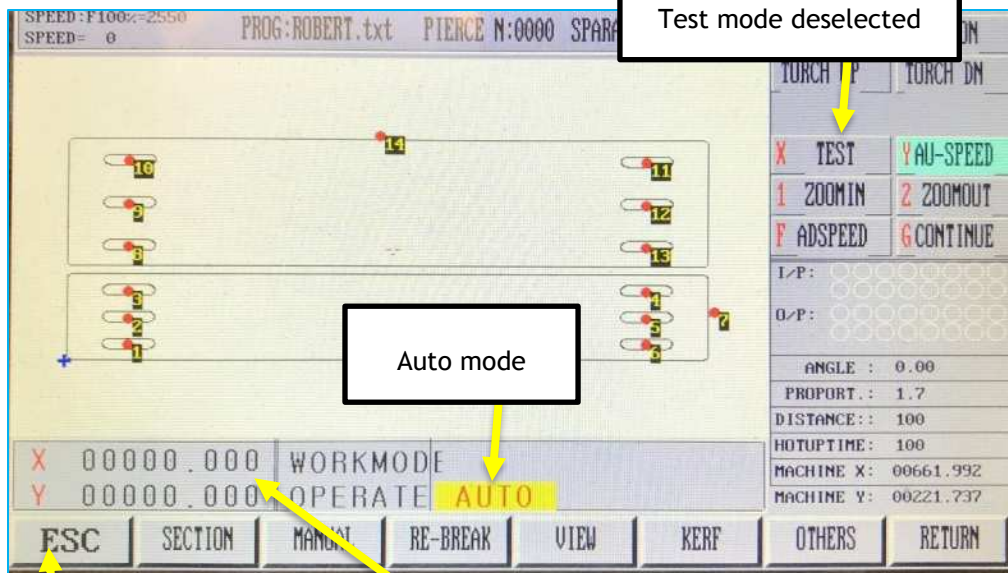 SPEED:F100%=2550
SPEED= 0
PROG:ROBERT.txt PIERCE N:0000
Test mode deselected
TORCH
TORCH DN
14
10
11
9
12
8
13
3
4
2
5
7
1
6
X TEST
Y AU-SPEED
1 ZOOMIN
2 ZOOMOUT
F ADSPEED
G CONTINUE
I/P:
O/P:
Auto mode
ANGLE : 0.00
PROPORT.: 1.7
DISTANCE:: 100
HOTUPTIME: 100
MACHINE X: 00661.992
MACHINE Y: 00221.737
X 00000.000 WORKMODE
Y 00000.000 OPERATE AUTO
ESC SECTION MANUAL RE-BREAK VIEW KERF OTHERS RETURN